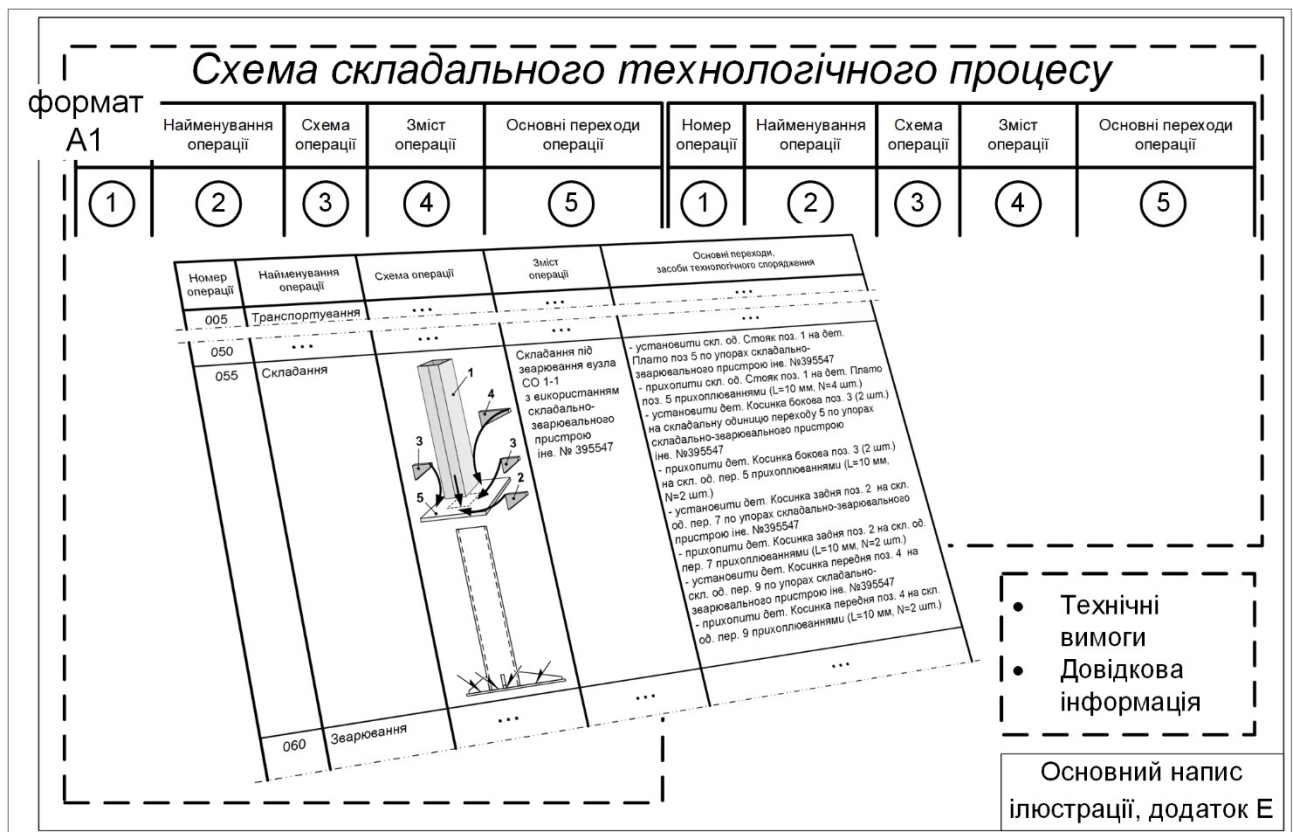 Схема складального технологічного процесу
формат
А1
Найменування операції
Схема операції
Зміст операції
Основні переходи операції
Номер операції
Найменування операції
Схема операції
Зміст операції
Основні переходи операції
1 2 3 4 5 1 2 3 4 5
Номер операції
Найменування операції
Схема операції
Зміст операції
Основні переходи,
засоби технологічного спорядження
005 Транспортування ... ... ...
050 ... ... ... ...
055 Складання
1
4
3
3
2
5
Складання під
зварювання вузла
СО 1-1
з використанням
складально-
зварювального
пристрою
інв. № 395547
- установити скл. од. Стояк поз. 1 на дет.
Плато поз 5 по упорах складально-
зварювального пристрою інв. №395547
- прихопити скл. од. Стояк поз. 1 на дет. Плато
поз. 5 прихоплюваннями (L=10 мм, N=4 шт.)
- установити дет. Косинка бокова поз. 3 (2 шт.)
на складальну одиницю переходу 5 по упорах
складально-зварювального пристрою
інв. №395547
- прихопити дет. Косинка бокова поз. 3 (2 шт.)
на скл. од. пер. 5 прихоплюваннями (L=10 мм,
N=2 шт.)
- установити дет. Косинка задня поз. 2 на скл.
од. пер. 7 по упорах складально-зварювального
пристрою інв. №395547
- прихопити дет. Косинка задня поз. 2 на скл. од.
пер. 7 прихоплюваннями (L=10 мм, N=2 шт.)
- установити дет. Косинка передня поз. 4 на
скл. од. пер. 9 по упорах складально-
зварювального пристрою інв. №395547
- прихопити дет. Косинка передня поз. 4 на скл.
од. пер. 9 прихоплюваннями (L=10 мм, N=2 шт.)
060 Зварювання ... ... ...
• Технічні
вимоги
• Довідкова
інформація
Основний напис
ілюстрації, додаток Е